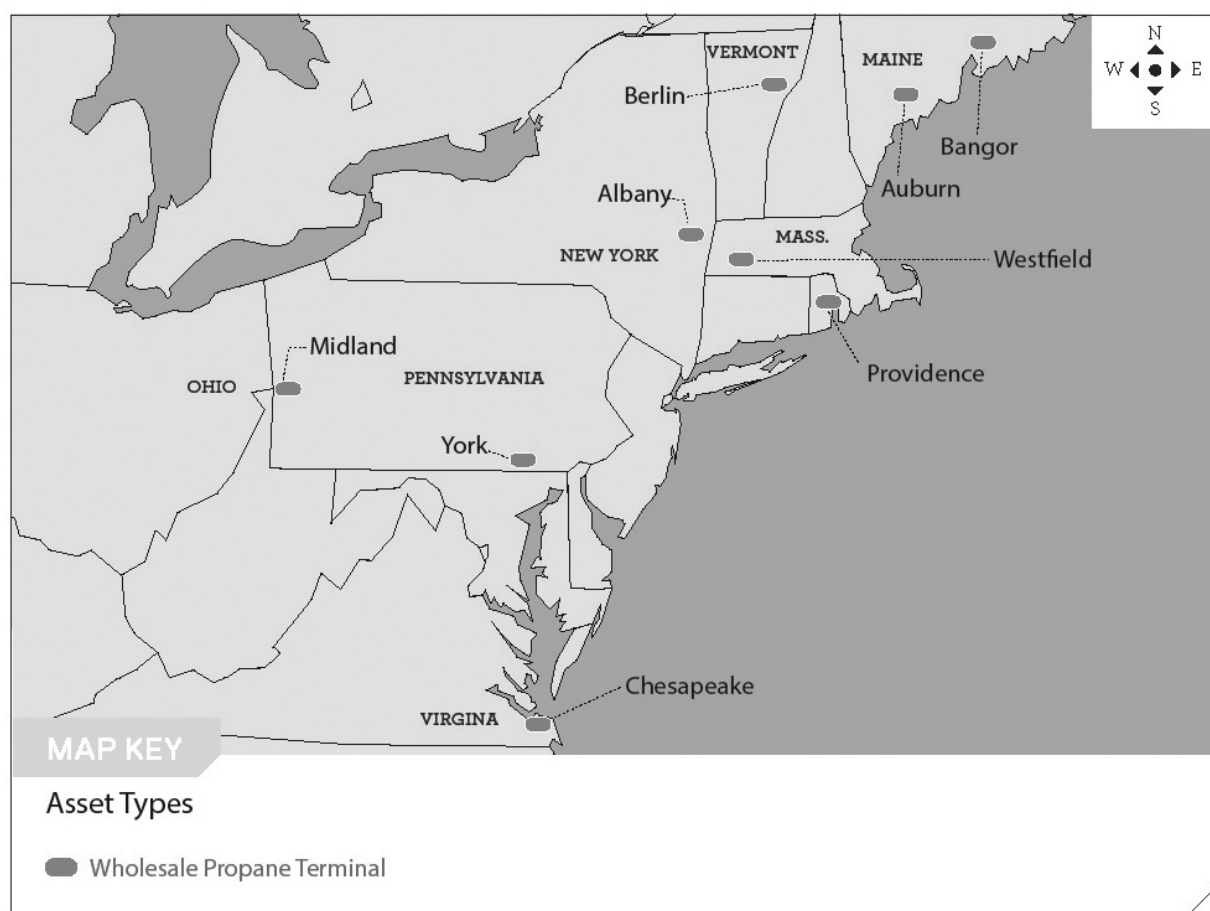 N
W E
S
VERMONT
MAINE
Berlin
Bangor
Albany
Auburn
MASS.
NEW YORK
Westfield
Midland
Providence
OHIO
PENNSYLVANIA
York
Chesapeake
VIRGINA
MAP KEY
Asset Types
Wholesale Propane Terminal